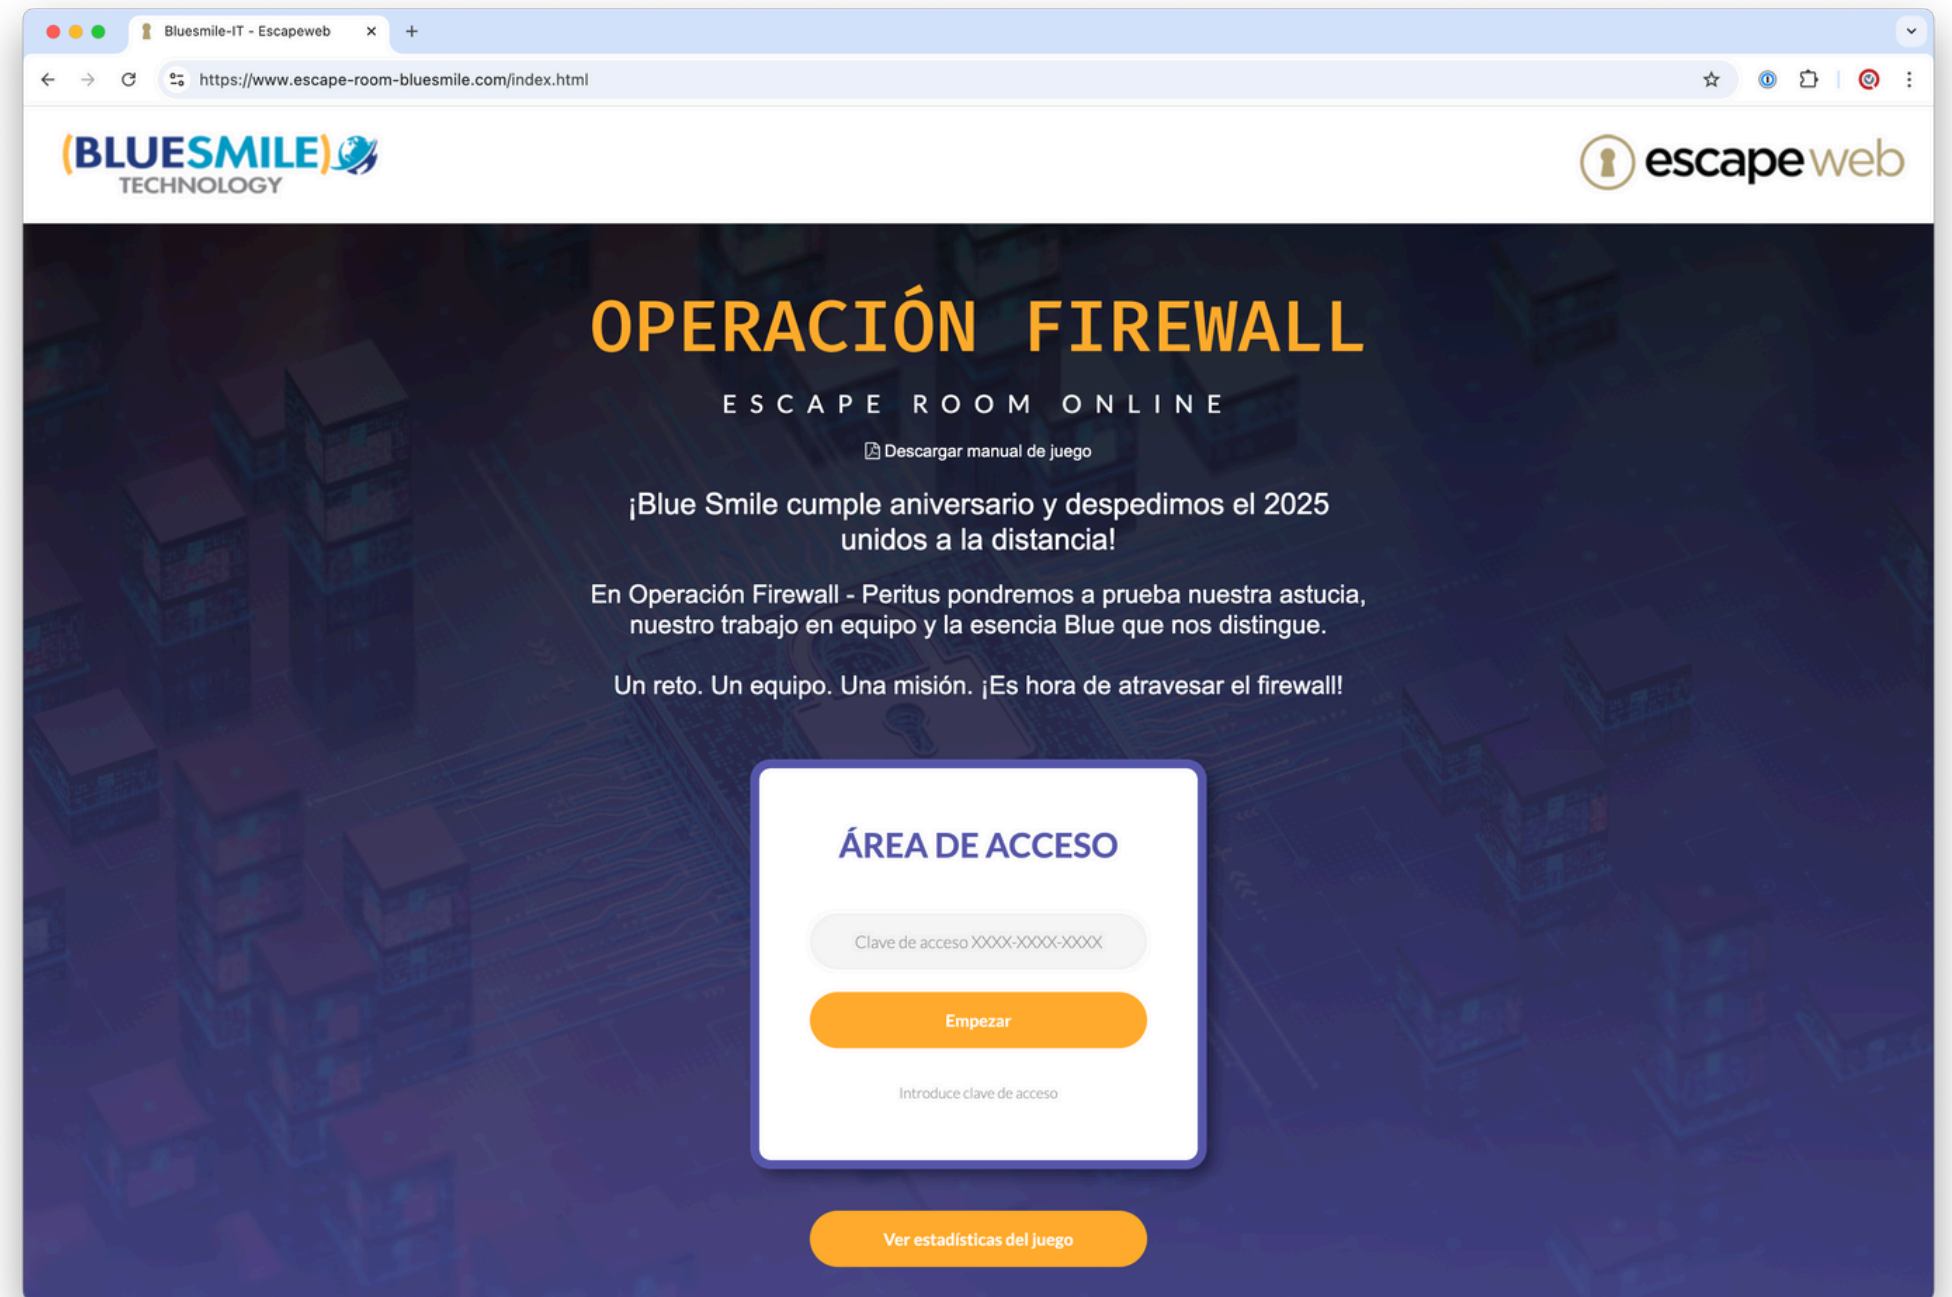 Bluesmile-IT - Escapeweb
https://www.escape-room-bluesmile.com/index.html
(BLUESMILE)
TECHNOLOGY
escapeweb
OPERACIÓN FIREWALL
ESCAPE ROOM ONLINE
Descargar manual de juego
¡Blue Smile cumple aniversario y despedimos el 2025
unidos a la distancia!
En Operación Firewall - Peritus pondremos a prueba nuestra astucia,
nuestro trabajo en equipo y la esencia Blue que nos distingue.
Un reto. Un equipo. Una misión. ¡Es hora de atravesar el firewall!
ÁREA DE ACCESO
Clave de acceso XXXX-XXXX-XXXX
Empezar
Introduce clave de acceso
Ver estadísticas del juego